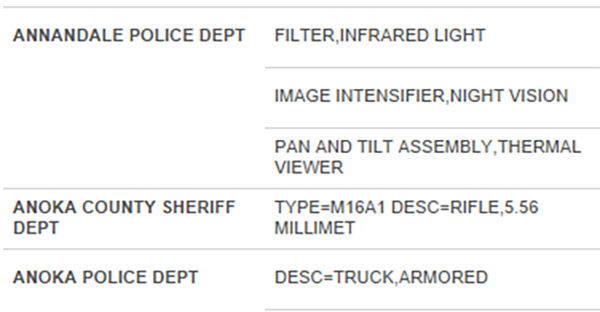 ANNANDALE POLICE DEPT FILTER,INFRARED LIGHT
IMAGE INTENSIFIER,NIGHT VISION
PAN AND TILT ASSEMBLY,THERMAL
VIEWER
ANOKA COUNTY SHERIFF
DEPT
TYPE=M16A1 DESC=RIFLE,5.56
MILLIMET
ANOKA POLICE DEPT DESC=TRUCK,ARMORED